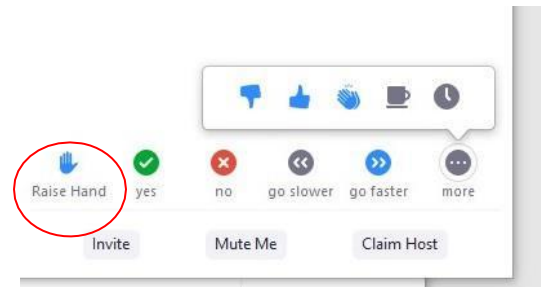 Raise Hand yes no go slower go faster more
Invite Mute Me Claim Host